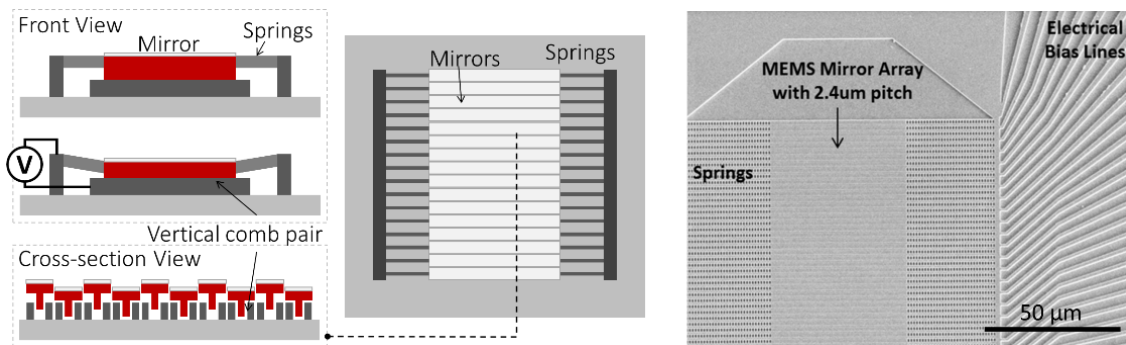 Front View
Mirror
Springs
V
Vertical comb pair
Cross-section View
Mirrors
Springs
Electrical
Bias Lines
MEMS Mirror Array
with 2.4um pitch
Springs
50 μm